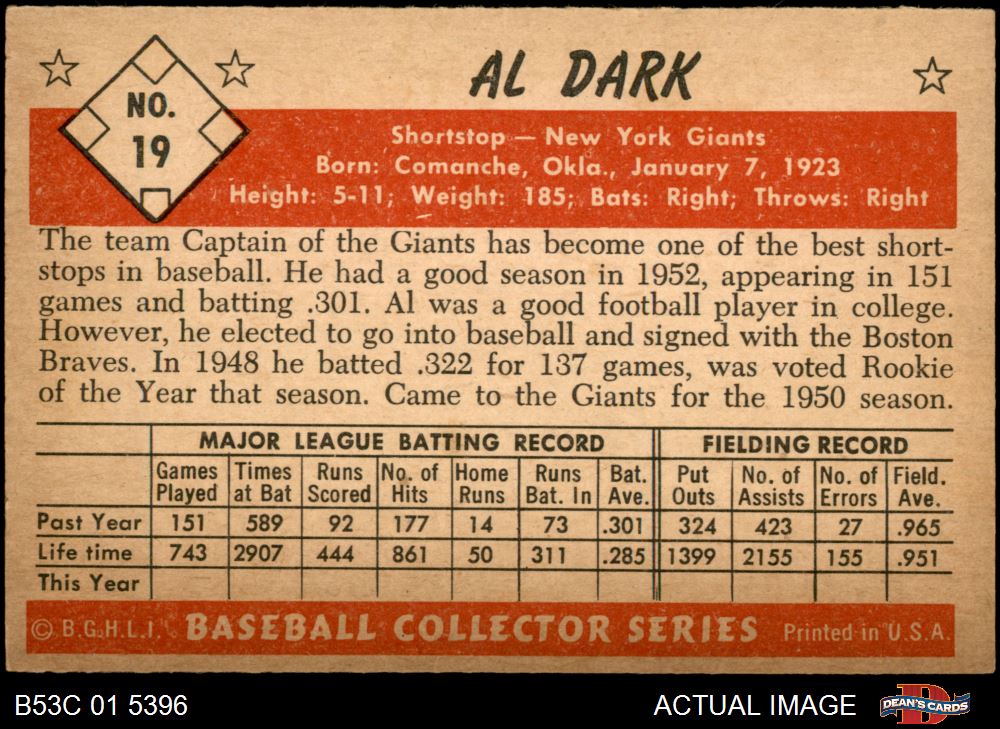 NO.
19
AL DARK
Shortstop — New York Giants
Born: Comanche, Okla., January 7, 1923
Height: 5-11; Weight: 185; Bats: Right; Throws: Right
The team Captain of the Giants has become one of the best short-
stops in baseball. He had a good season in 1952, appearing in 151
games and batting .301. Al was a good football player in college.
However, he elected to go into baseball and signed with the Boston
Braves. In 1948 he batted .322 for 137 games, was voted Rookie
of the Year that season. Came to the Giants for the 1950 season.
MAJOR LEAGUE BATTING RECORD FIELDING RECORD
Games Times Runs No. of Home Runs Bat. Put No. of No. of Field.
Played at Bat Scored Hits Runs Bat. In Ave. Outs Assists Errors Ave.
Past Year 151 589 92 177 14 73 .301 324 423 27 .965
Life time 743 2907 444 861 50 311 .285 1399 2155 155 .951
This Year
© B.G.H.L.I. BASEBALL COLLECTOR SERIES Printed in U.S.A.
B53C 01 5396 ACTUAL IMAGE DEAN'S CARDS